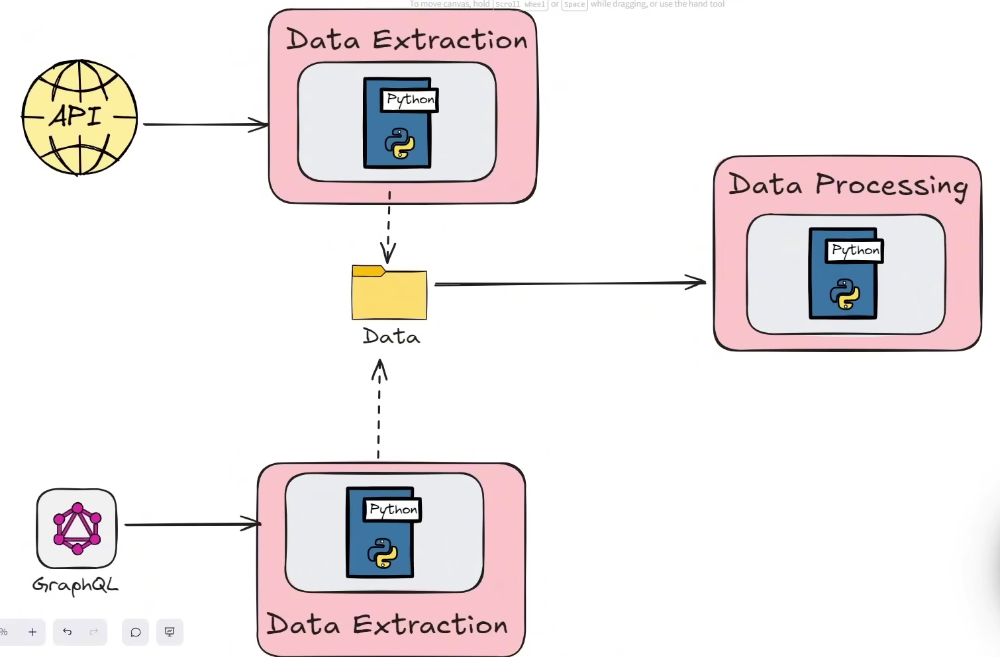 To move canvas, hold Scroll wheel or Space while dragging, or use the hand tool
Data Extraction
Python
API
Data Processing
Python
Data
Python
GraphQL
Data Extraction
%